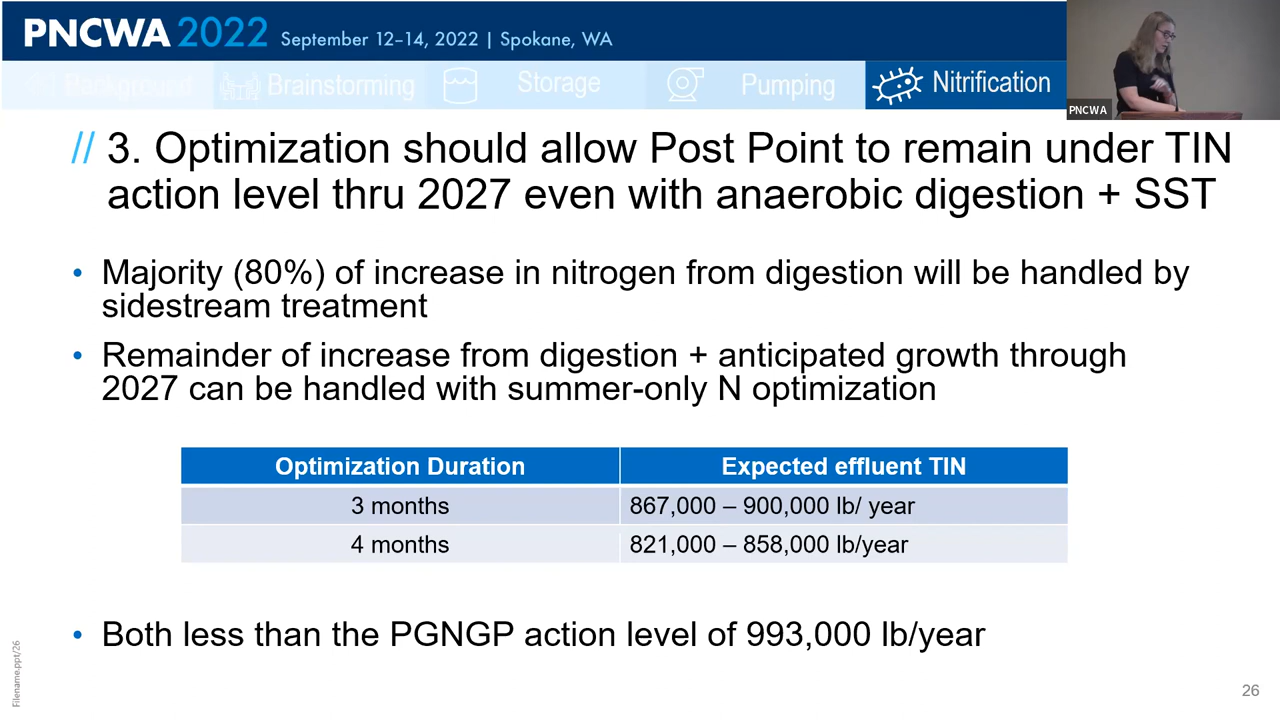 PNCWA 2022 September 12–14, 2022 | Spokane, WA
Background Brainstorming Storage Pumping Nitrification
PNCWA
// 3. Optimization should allow Post Point to remain under TIN
action level thru 2027 even with anaerobic digestion + SST
• Majority (80%) of increase in nitrogen from digestion will be handled by
sidestream treatment
• Remainder of increase from digestion + anticipated growth through
2027 can be handled with summer-only N optimization
Optimization Duration Expected effluent TIN
3 months 867,000 – 900,000 lb/ year
4 months 821,000 – 858,000 lb/year
• Both less than the PGNGP action level of 993,000 lb/year
Filename.ppt/26
26